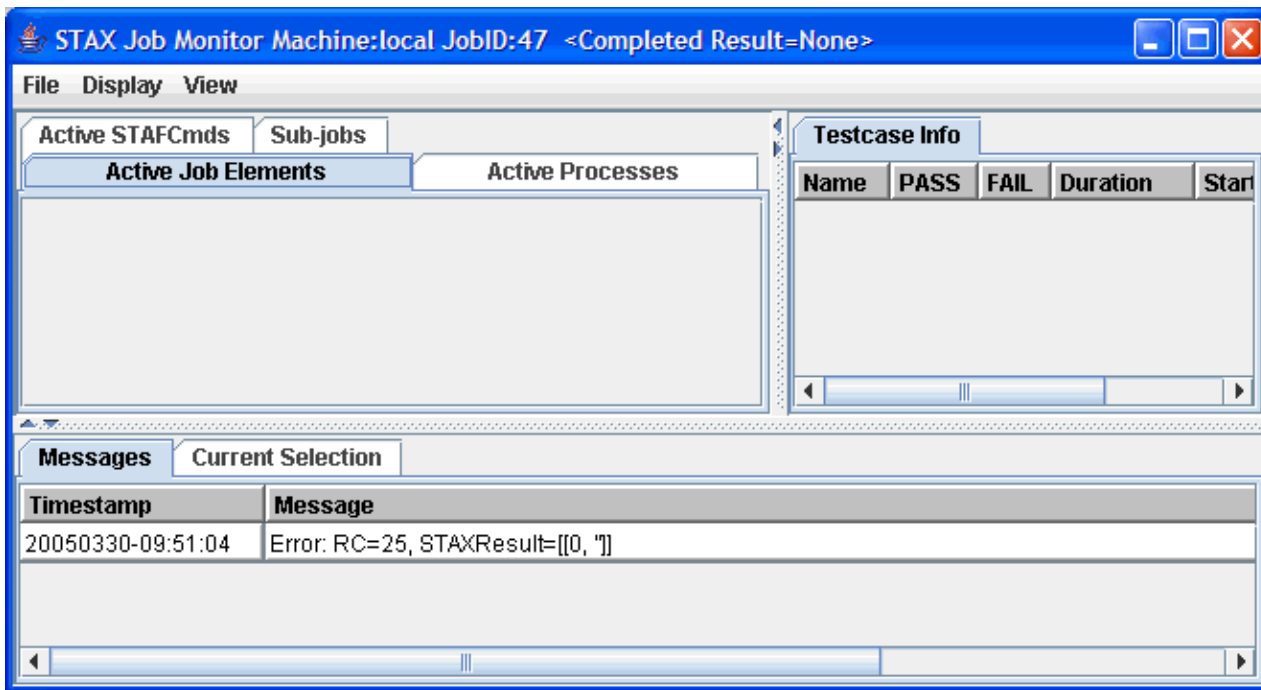 STAX Job Monitor Machine:local JobID:47 <Completed Result=None>
File Display View
Active STAFCmds Sub-jobs
Active Job Elements Active Processes
Testcase Info
Name PASS FAIL Duration Start
Messages Current Selection
Timestamp Message
20050330-09:51:04 Error: RC=25, STAXResult=[[0, '']]